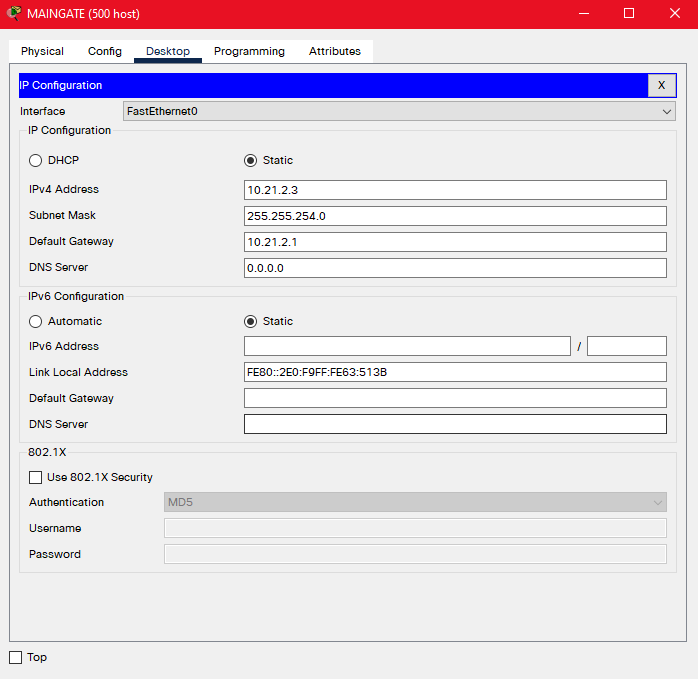 MAINGATE (500 host)
Physical Config Desktop Programming Attributes
IP Configuration X
Interface FastEthernet0
IP Configuration
DHCP Static
IPv4 Address 10.21.2.3
Subnet Mask 255.255.254.0
Default Gateway 10.21.2.1
DNS Server 0.0.0.0
IPv6 Configuration
Automatic Static
IPv6 Address /
Link Local Address FE80::2E0:F9FF:FE63:513B
Default Gateway
DNS Server
802.1X
Use 802.1X Security
Authentication MD5
Username
Password
Top